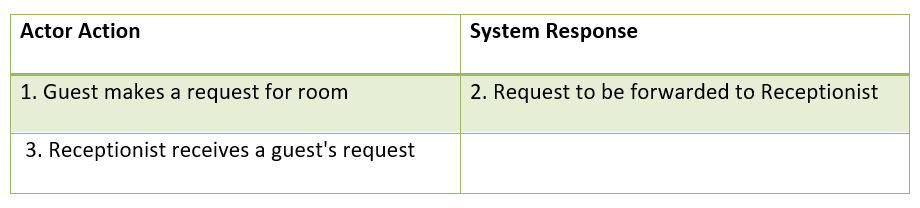 Actor Action
System Response
1. Guest makes a request for room
2. Request to be forwarded to Receptionist
3. Receptionist receives a guest's request